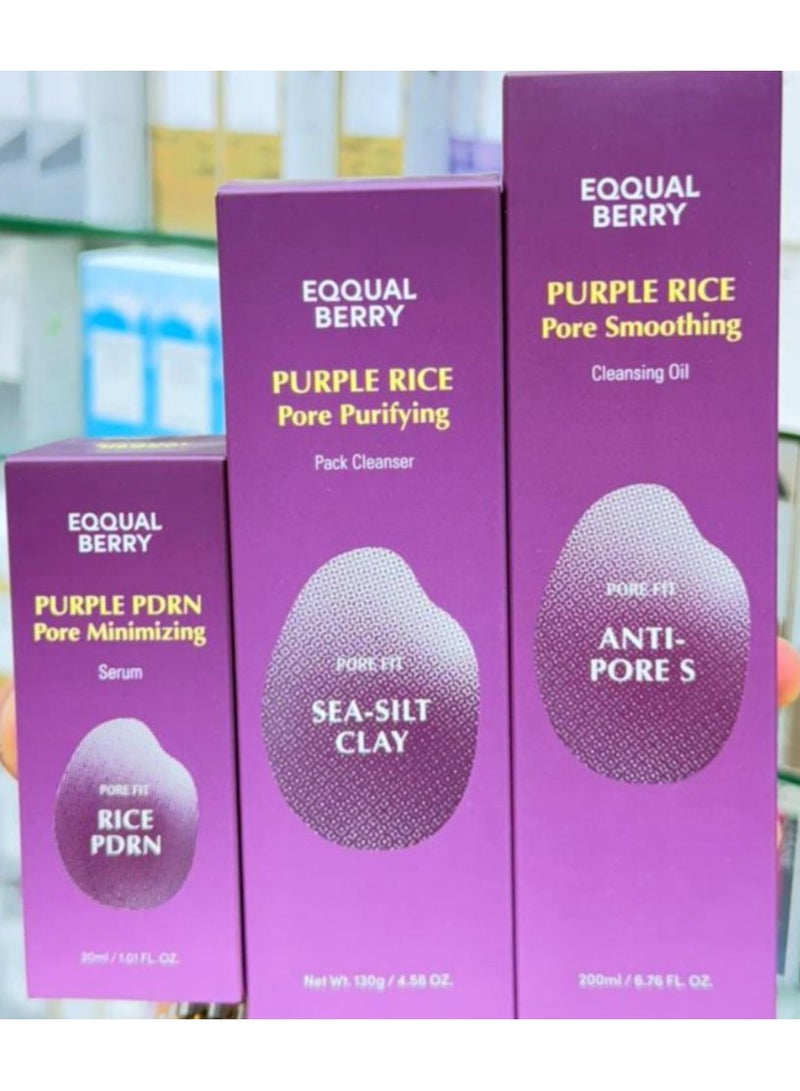 EQQUAL
BERRY
PURPLE PDRN
Pore Minimizing
Serum
PORE FIT
RICE
PDRN
30ml / 1.01 FL. OZ.
EQQUAL
BERRY
PURPLE RICE
Pore Purifying
Pack Cleanser
PORE FIT
SEA-SILT
CLAY
Net Wt. 130g / 4.58 OZ.
EQQUAL
BERRY
PURPLE RICE
Pore Smoothing
Cleansing Oil
PORE FIT
ANTI-
PORE S
200ml / 6.76 FL. OZ.